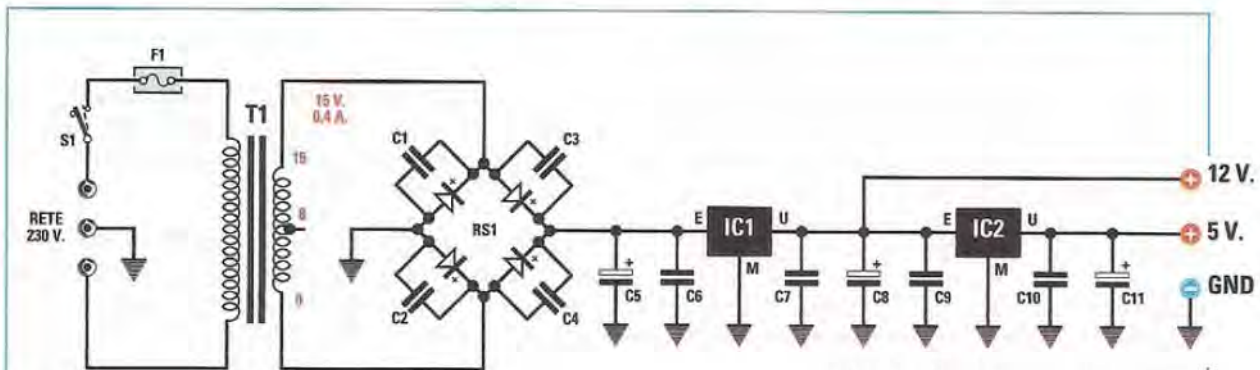 F1
S1
T1
15 V.
0,4 A.
15
8
0
RETE
230 V.
C1
C2
C3
C4
RS1
C5
C6
E
IC1
U
M
C7
C8
C9
E
IC2
U
M
C10
C11
12 V.
5 V.
GND